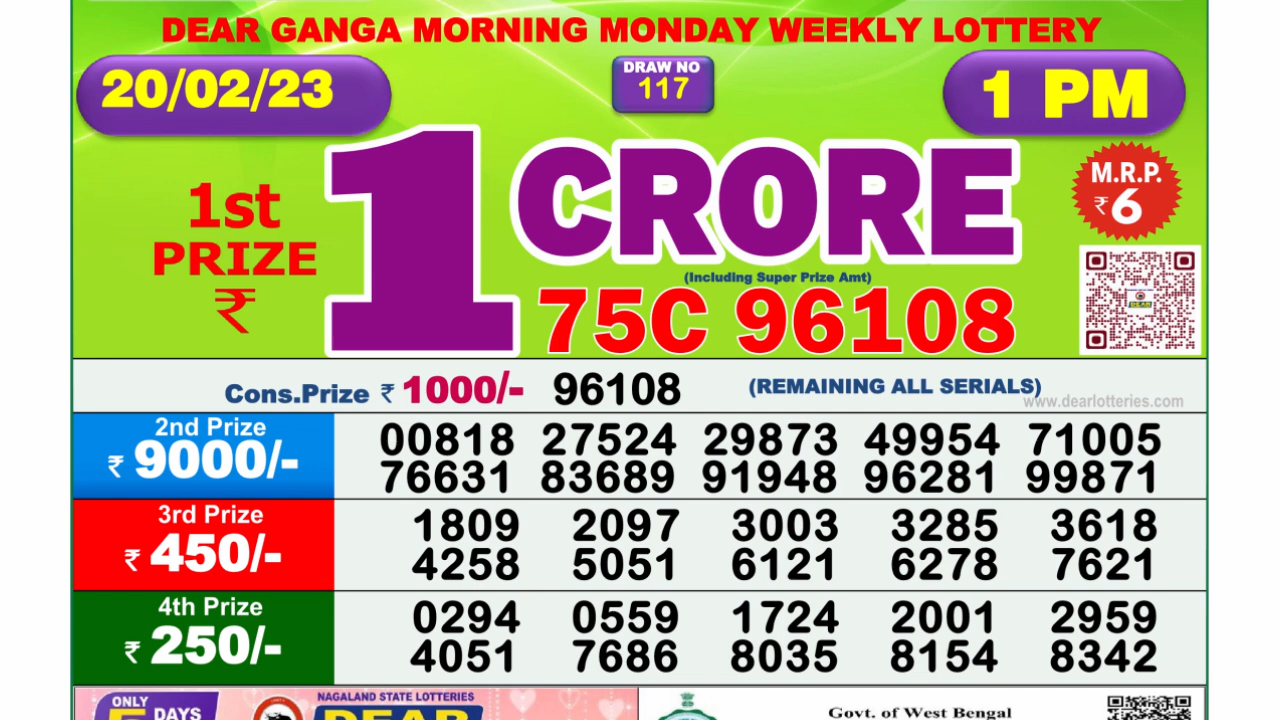 DEAR GANGA MORNING MONDAY WEEKLY LOTTERY
20/02/23
DRAW NO
117
1 PM
1st
PRIZE
₹
1 CRORE
(Including Super Prize Amt)
75C 96108
M.R.P.
₹6
DEAR
Cons.Prize ₹ 1000/- 96108 (REMAINING ALL SERIALS)
www.dearlotteries.com
2nd Prize
₹ 9000/-
00818 27524 29873 49954 71005
76631 83689 91948 96281 99871
3rd Prize
₹ 450/-
1809 2097 3003 3285 3618
4258 5051 6121 6278 7621
4th Prize
₹ 250/-
0294 0559 1724 2001 2959
4051 7686 8035 8154 8342
ONLY
5 DAYS
NAGALAND STATE LOTTERIES
DEAR
Govt. of West Bengal